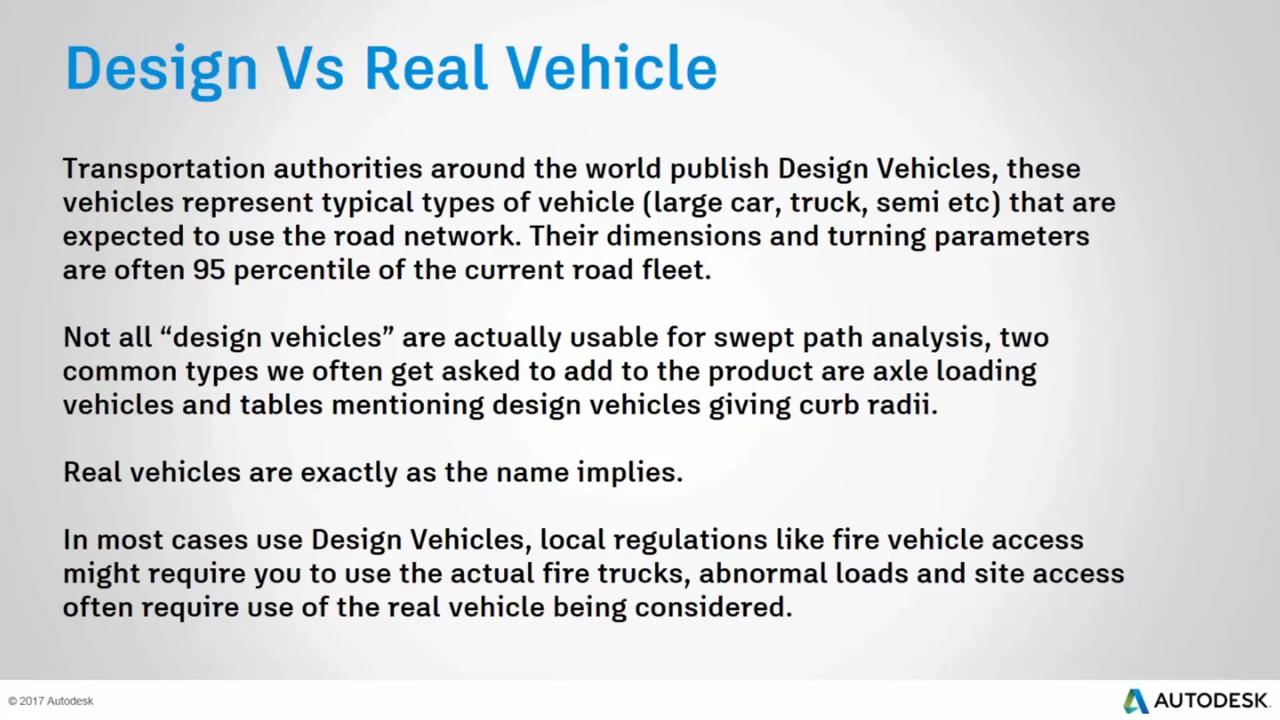 Design Vs Real Vehicle
Transportation authorities around the world publish Design Vehicles, these
vehicles represent typical types of vehicle (large car, truck, semi etc) that are
expected to use the road network. Their dimensions and turning parameters
are often 95 percentile of the current road fleet.
Not all “design vehicles” are actually usable for swept path analysis, two
common types we often get asked to add to the product are axle loading
vehicles and tables mentioning design vehicles giving curb radii.
Real vehicles are exactly as the name implies.
In most cases use Design Vehicles, local regulations like fire vehicle access
might require you to use the actual fire trucks, abnormal loads and site access
often require use of the real vehicle being considered.
© 2017 Autodesk
AUTODESK.